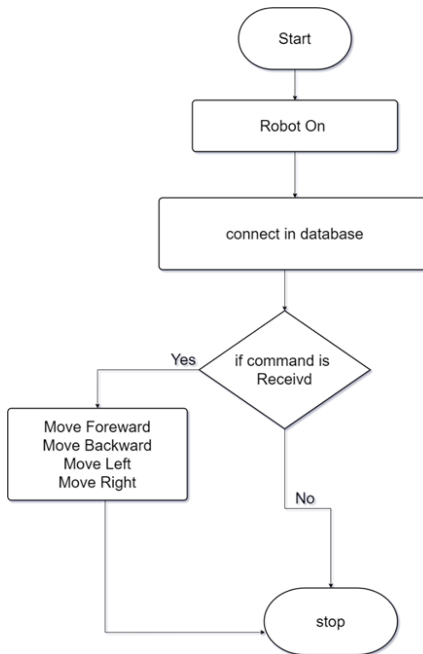 Start
Robot On
connect in database
if command is
Receivd
Yes
Move Foreward
Move Backward
Move Left
Move Right
No
stop